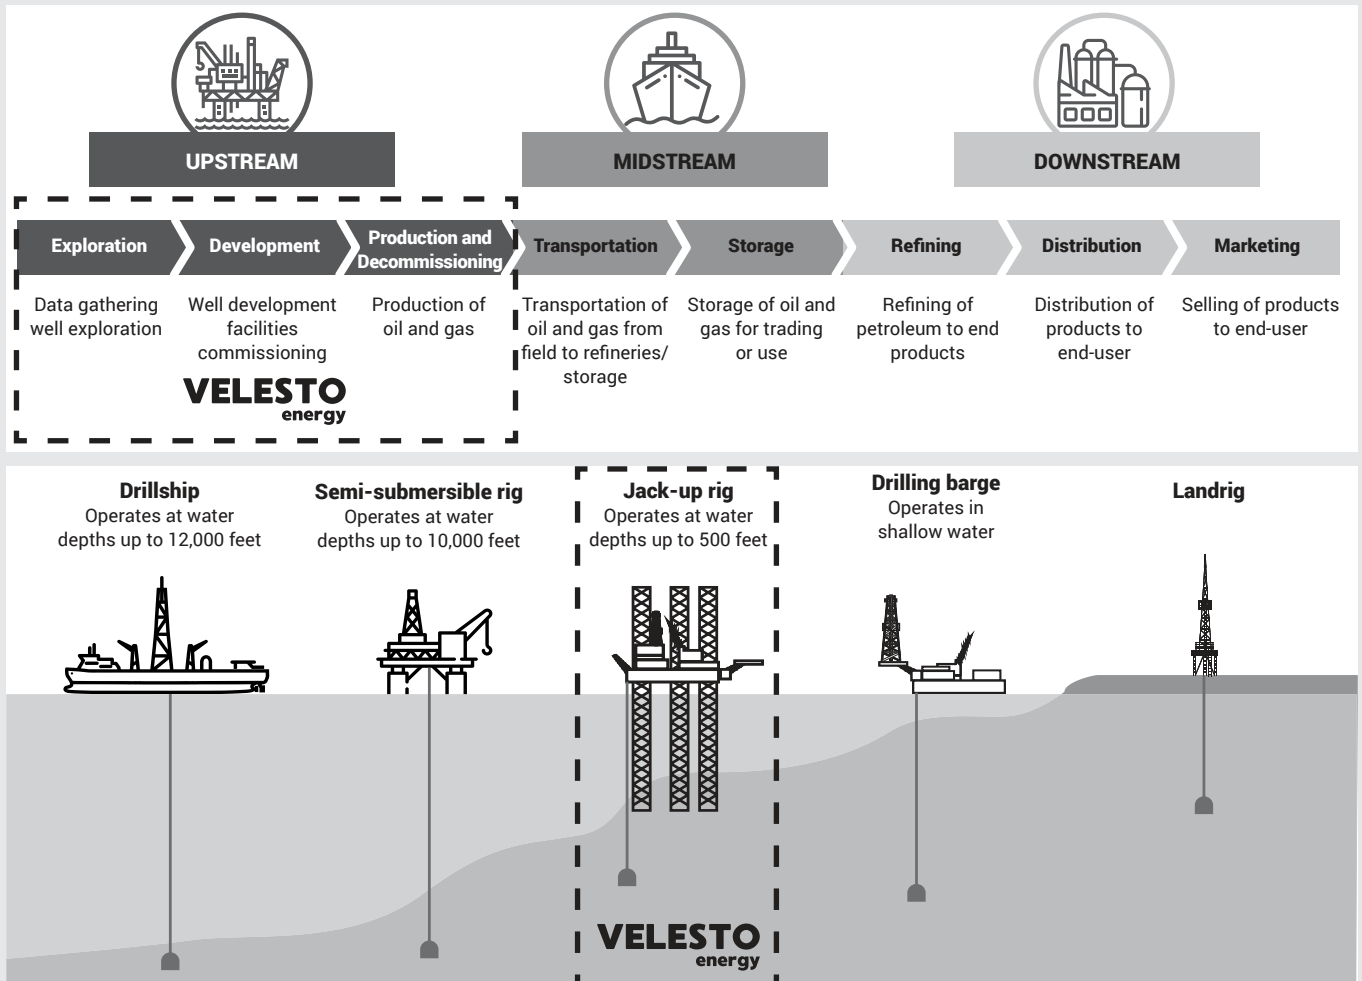 UPSTREAM
MIDSTREAM
DOWNSTREAM
Exploration
Development
Production and
Decommissioning
Transportation
Storage
Refining
Distribution
Marketing
Data gathering
well exploration
Well development
facilities
commissioning
Production of
oil and gas
Transportation of
oil and gas from
field to refineries/
storage
Storage of oil and
gas for trading
or use
Refining of
petroleum to end
products
Distribution of
products to
end-user
Selling of products
to end-user
VELESTO
energy
Drillship
Operates at water
depths up to 12,000 feet
Semi-submersible rig
Operates at water
depths up to 10,000 feet
Jack-up rig
Operates at water
depths up to 500 feet
Drilling barge
Operates in
shallow water
Landrig
VELESTO
energy